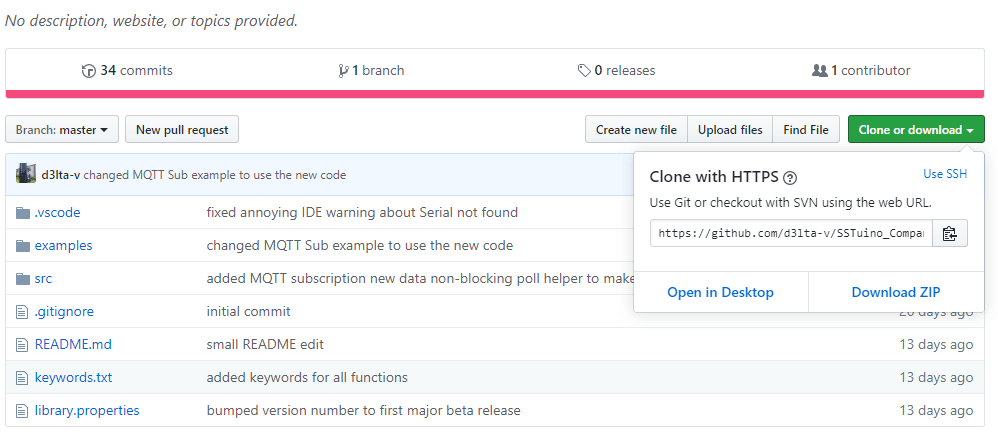 No description, website, or topics provided.
34 commits
1 branch
0 releases
1 contributor
Branch: master
New pull request
Create new file
Upload files
Find File
Clone or download
d3lta-v changed MQTT Sub example to use the new code
Clone with HTTPS
Use SSH
Use Git or checkout with SVN using the web URL.
https://github.com/d3lta-v/SSTuino_Compa
Open in Desktop
Download ZIP
.vscode
fixed annoying IDE warning about Serial not found
examples
changed MQTT Sub example to use the new code
src
added MQTT subscription new data non-blocking poll helper to make
.gitignore
initial commit
days ago
README.md
small README edit
13 days ago
keywords.txt
added keywords for all functions
13 days ago
library.properties
bumped version number to first major beta release
13 days ago